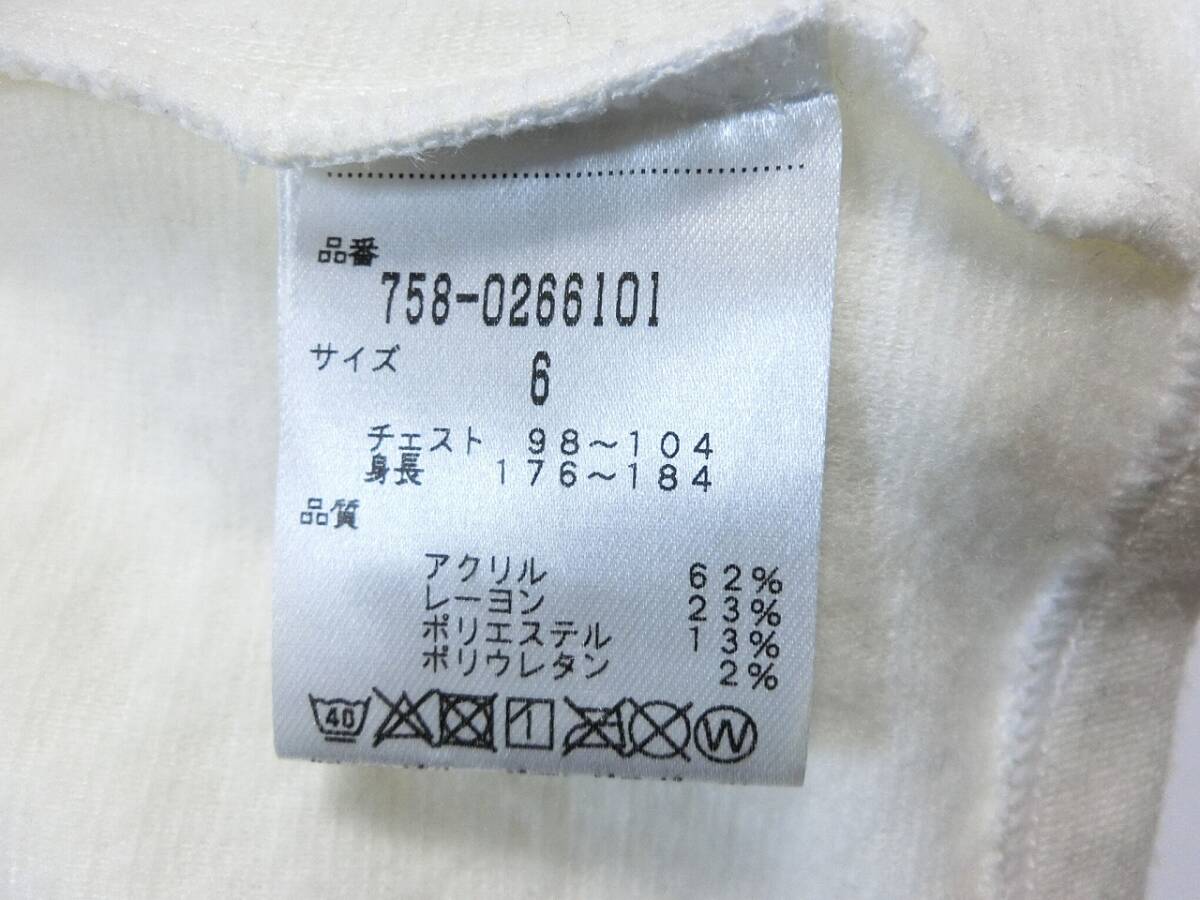 品番
758-0266101
サイズ 6
チェスト 98～104
身長 176～184
品質
アクリル 62%
レーヨン 23%
ポリエステル 13%
ポリウレタン 2%
40 W